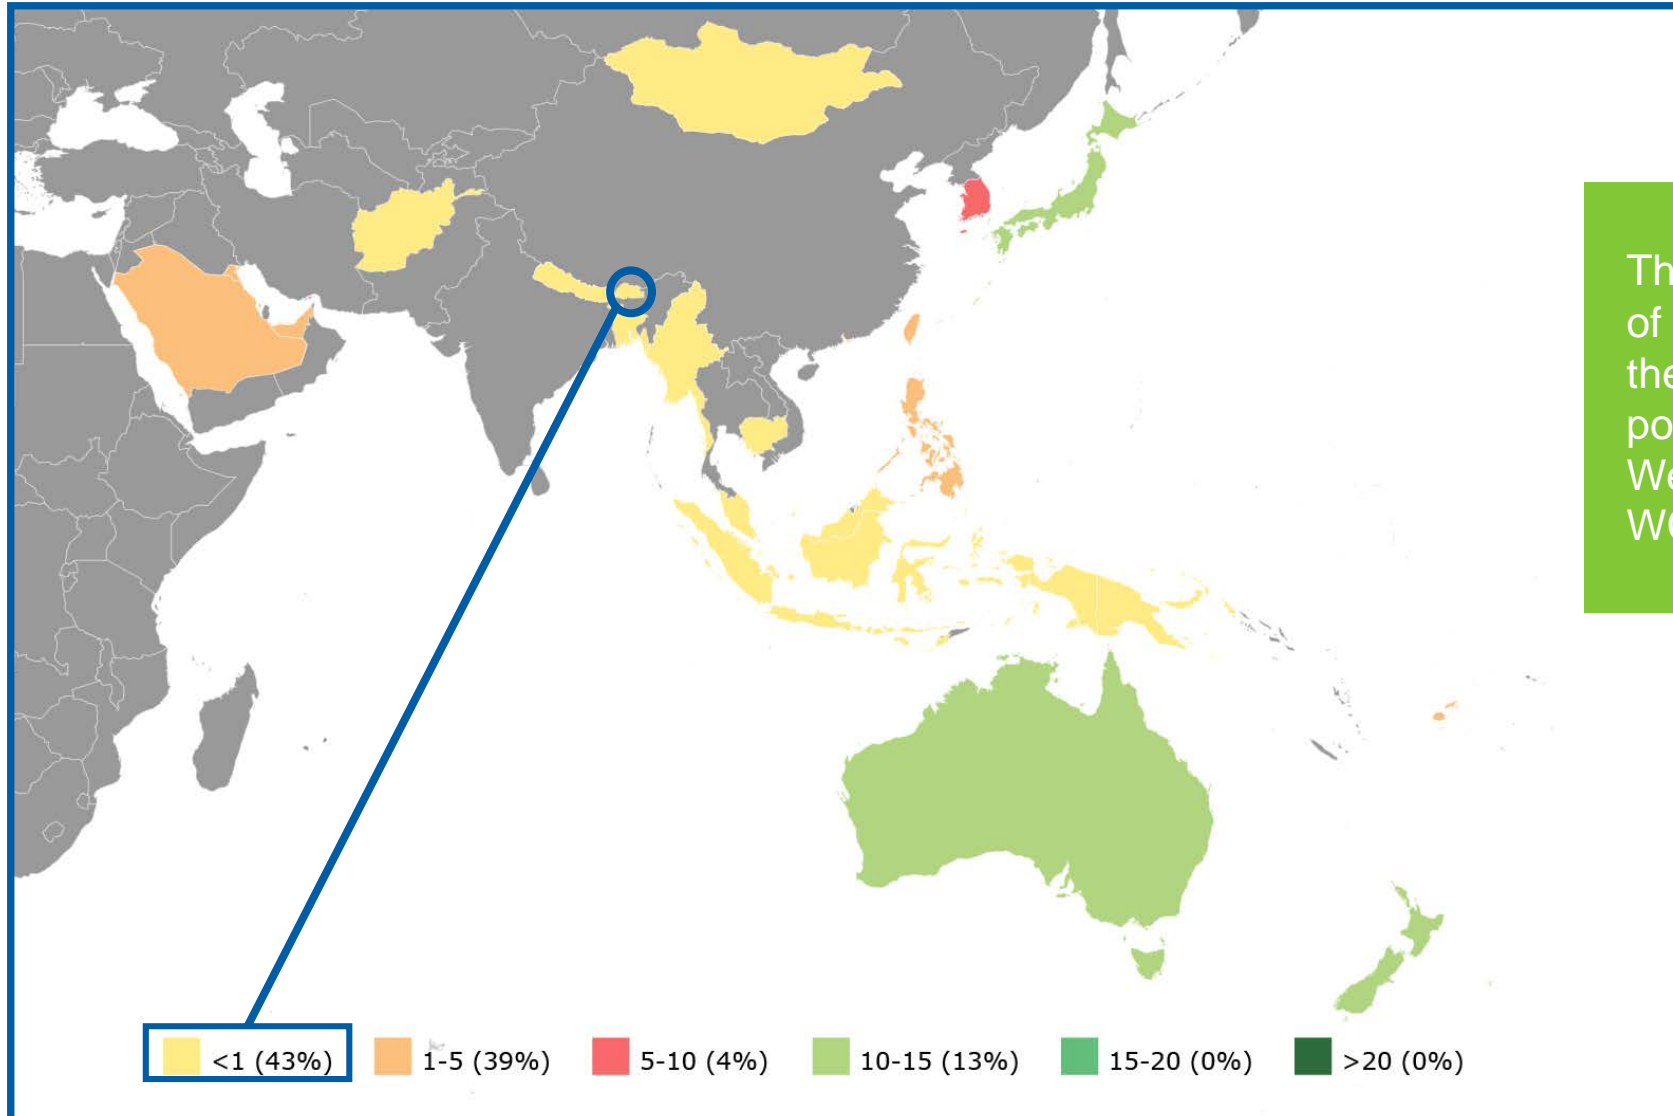 Th
of
the
po
We
<1 (43%)
1-5 (39%)
5-10 (4%)
10-15 (13%)
15-20 (0%)
>20 (0%)